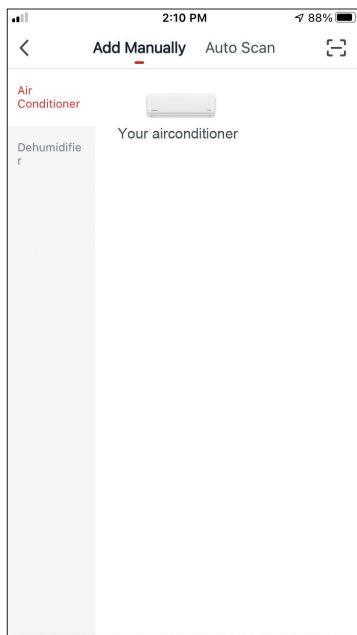 2:10 PM
88%
Add Manually
Auto Scan
Air
Conditioner
Your airconditioner
Dehumidifie
r